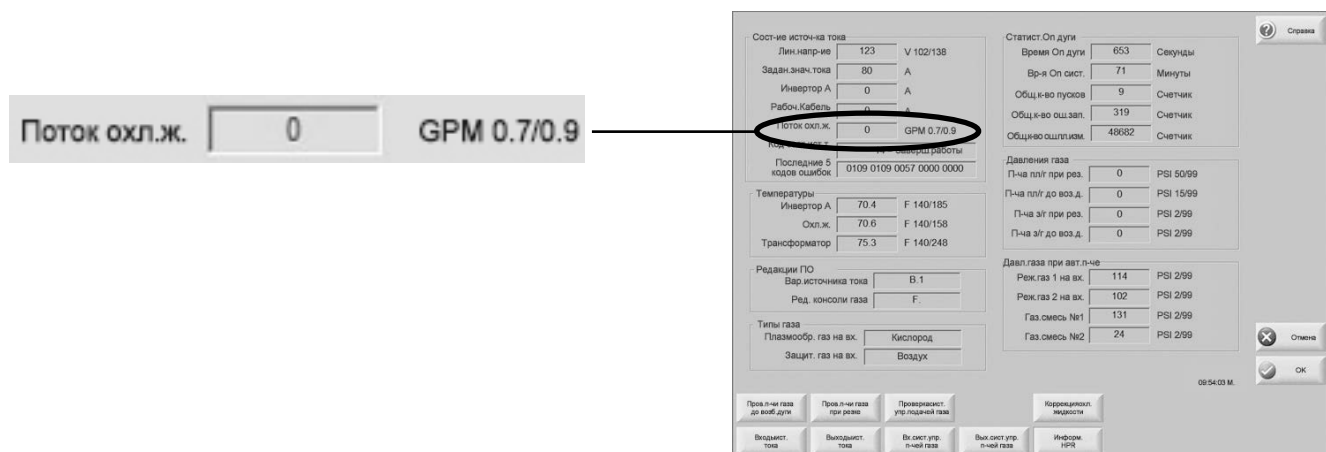 Поток охл.ж. 0 GPM 0.7/0.9
Справка
Сост-ие источ-ка тока
Лин.напр-ие 123 V 102/138
Задан.знач.тока 80 A
Инвертор A 0 A
Рабоч.Кабель 0 A
Поток охл.ж. 0 GPM 0.7/0.9
работы
Последние 5
кодов ошибок 0109 0109 0057 0000 0000
Температуры
Инвертор A 70.4 F 140/185
Охл.ж. 70.6 F 140/158
Трансформатор 75.3 F 140/248
Редакции ПО
Вар.источника тока B.1
Ред. консоли газа F.
Типы газа
Плазмообр. газ на вх. Кислород
Защит. газ на вх. Воздух
Статист.Оп дуги
Время Оп дуги 653 Секунды
Вр-я Оп сист. 71 Минуты
Общ.к-во пусков 9 Счетчик
Общ.к-во ош.зап. 319 Счетчик
Общ.к-во ошпл.изм. 48682 Счетчик
Давления газа
П-ча пл/г при рез. 0 PSI 50/99
П-ча пл/г до воз.д. 0 PSI 15/99
П-ча з/г при рез. 0 PSI 2/99
П-ча з/г до воз.д. 0 PSI 2/99
Давл.газа при авт.п-че
Реж.газ 1 на вх. 114 PSI 2/99
Реж.газ 2 на вх. 102 PSI 2/99
Газ.смесь №1 131 PSI 2/99
Газ.смесь №2 24 PSI 2/99
Отмена
OK
09:54:03 M.
Пров.п-чи газа
до возб.дуги
Пров.п-чи газа
при резке
Проверкасист.
упр.подачей газа
Коррекцияохл.
жидкости
Входыист.
тока
Выходыист.
тока
Вх.сист.упр.
п-чей газа
Вых.сист.упр.
п-чей газа
Информ.
HPR